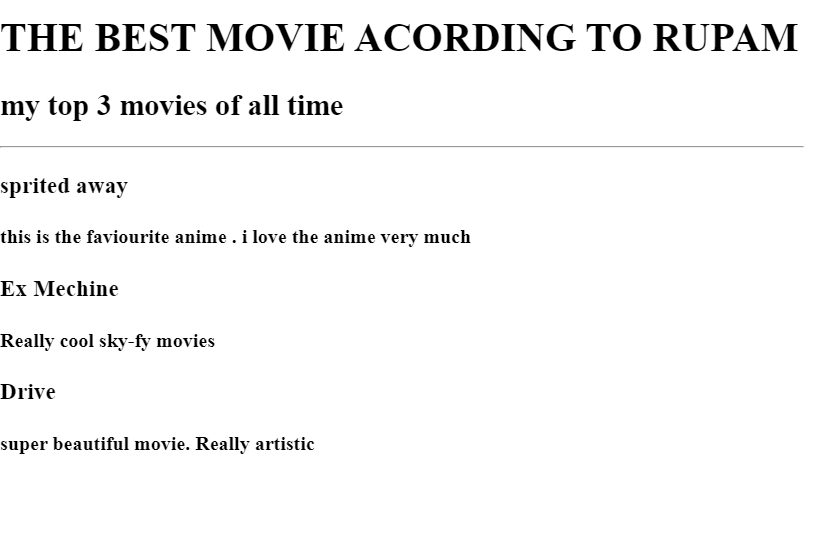 THE BEST MOVIE ACORDING TO RUPAM
my top 3 movies of all time
sprited away
this is the faviourite anime . i love the anime very much
Ex Mechine
Really cool sky-fy movies
Drive
super beautiful movie. Really artistic